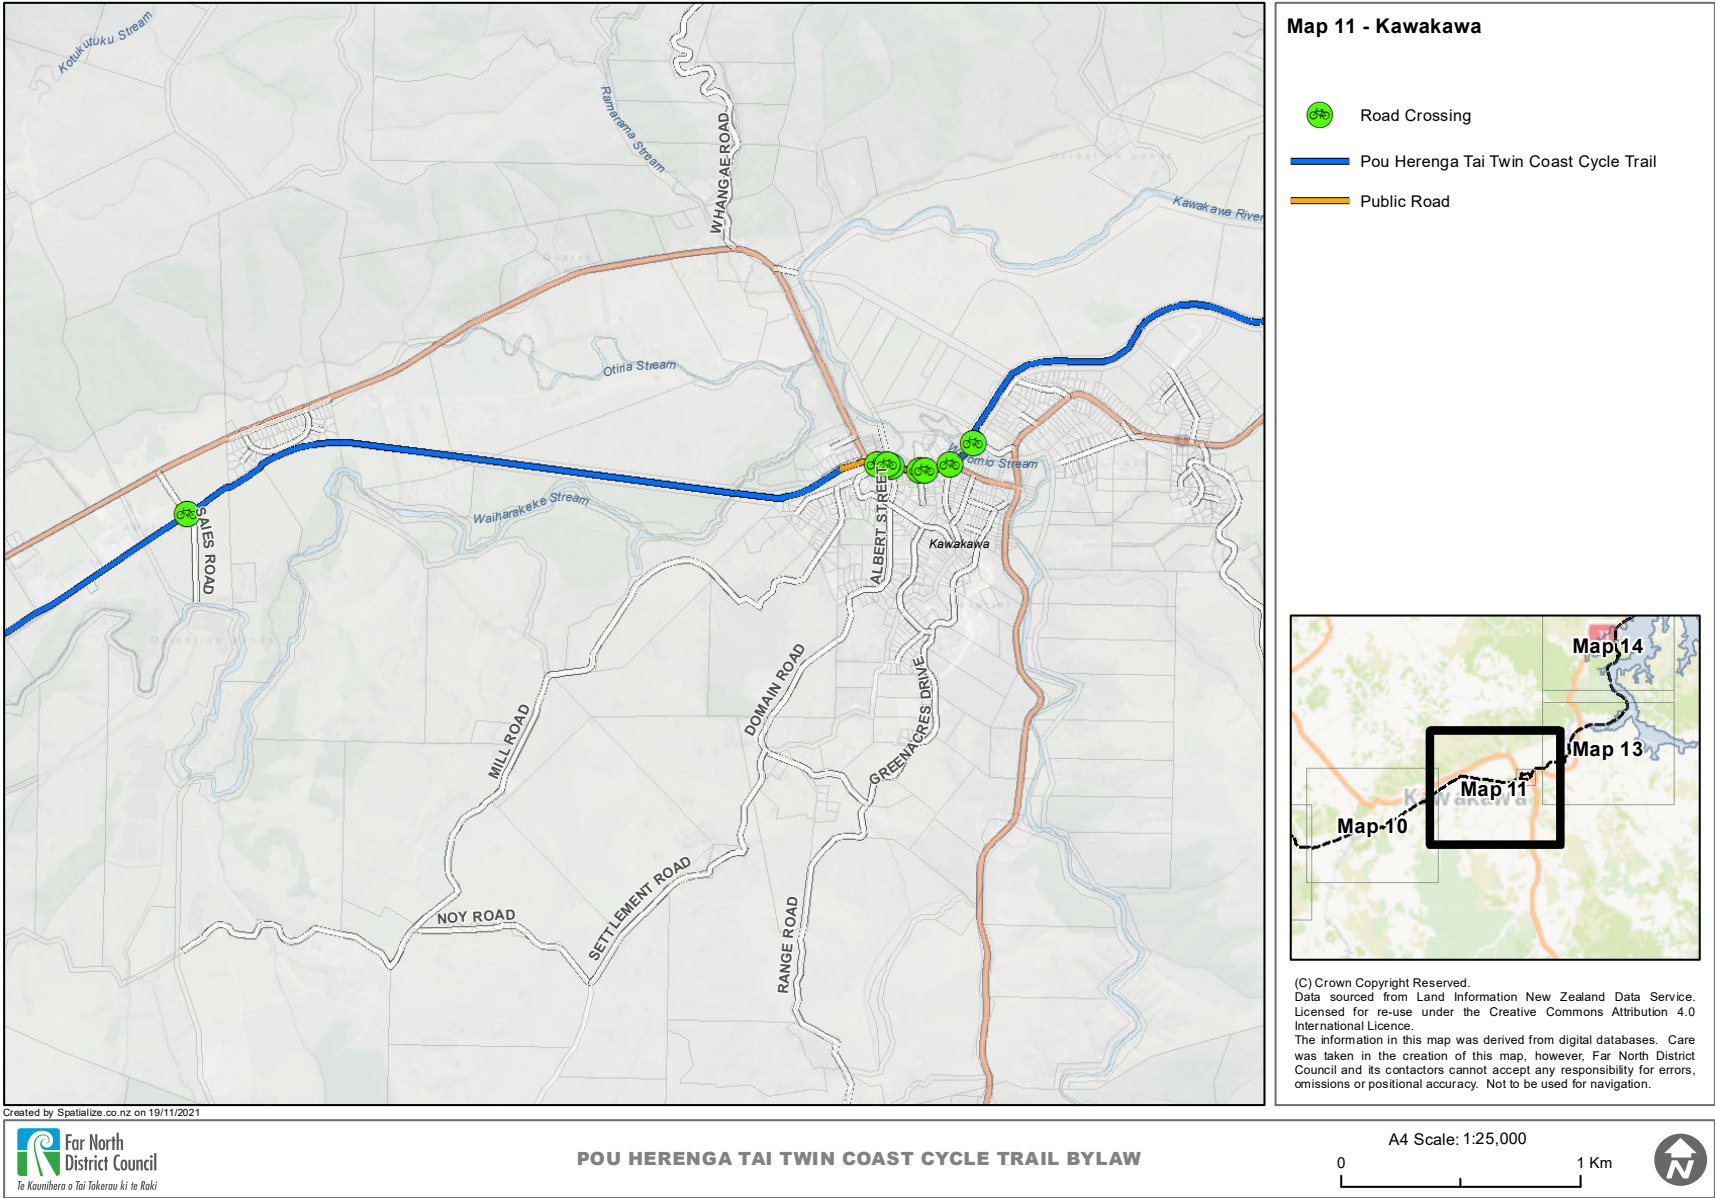 Map 11 - Kawakawa
Road Crossing
Pou Herenga Tai Twin Coast Cycle Trail
Public Road
Kotukutuku Stream
Ramarama Stream
WHANGAE ROAD
Kawakawa River
Otiria Stream
Waiomio Stream
Waiharakeke Stream
SAIES ROAD
ALBERT STREET
Kawakawa
DOMAIN ROAD
GREENACRES DRIVE
MILL ROAD
SETTLEMENT ROAD
NOY ROAD
RANGE ROAD
Map 14
Map 13
Map 11
Kawakawa
Map 10
(C) Crown Copyright Reserved.
Data sourced from Land Information New Zealand Data Service.
Licensed for re-use under the Creative Commons Attribution 4.0
International Licence.
The information in this map was derived from digital databases. Care
was taken in the creation of this map, however, Far North District
Council and its contactors cannot accept any responsibility for errors,
omissions or positional accuracy. Not to be used for navigation.
Created by Spatialize.co.nz on 19/11/2021
Far North
District Council
Te Kaunihera o Tai Tokerau ki te Raki
POU HERENGA TAI TWIN COAST CYCLE TRAIL BYLAW
A4 Scale: 1:25,000
0 1 Km
N